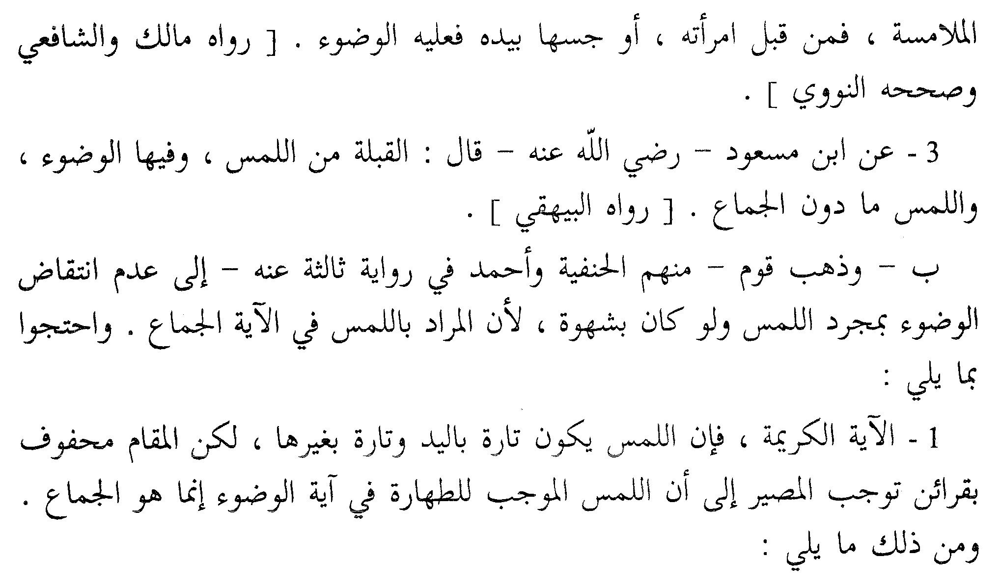 الملامسة ، فمن قبل امرأته ، أو جسها بيده فعليه الوضوء . [ رواه مالك والشافعي
وصححه النووي ] .
3 - عن ابن مسعود – رضي اللّه عنه – قال : القبلة من اللمس ، وفيها الوضوء ،
واللمس ما دون الجماع . [ رواه البيهقي ] .
ب – وذهب قوم – منهم الحنفية وأحمد في رواية ثالثة عنه – إلى عدم انتقاض
الوضوء بمجرد اللمس ولو كان بشهوة ، لأن المراد باللمس في الآية الجماع . واحتجوا
بما يلي :
1 - الآية الكريمة ، فإن اللمس يكون تارة باليد وتارة بغيرها ، لكن المقام محفوف
بقرائن توجب المصير إلى أن اللمس الموجب للطهارة في آية الوضوء إنما هو الجماع .
ومن ذلك ما يلي :